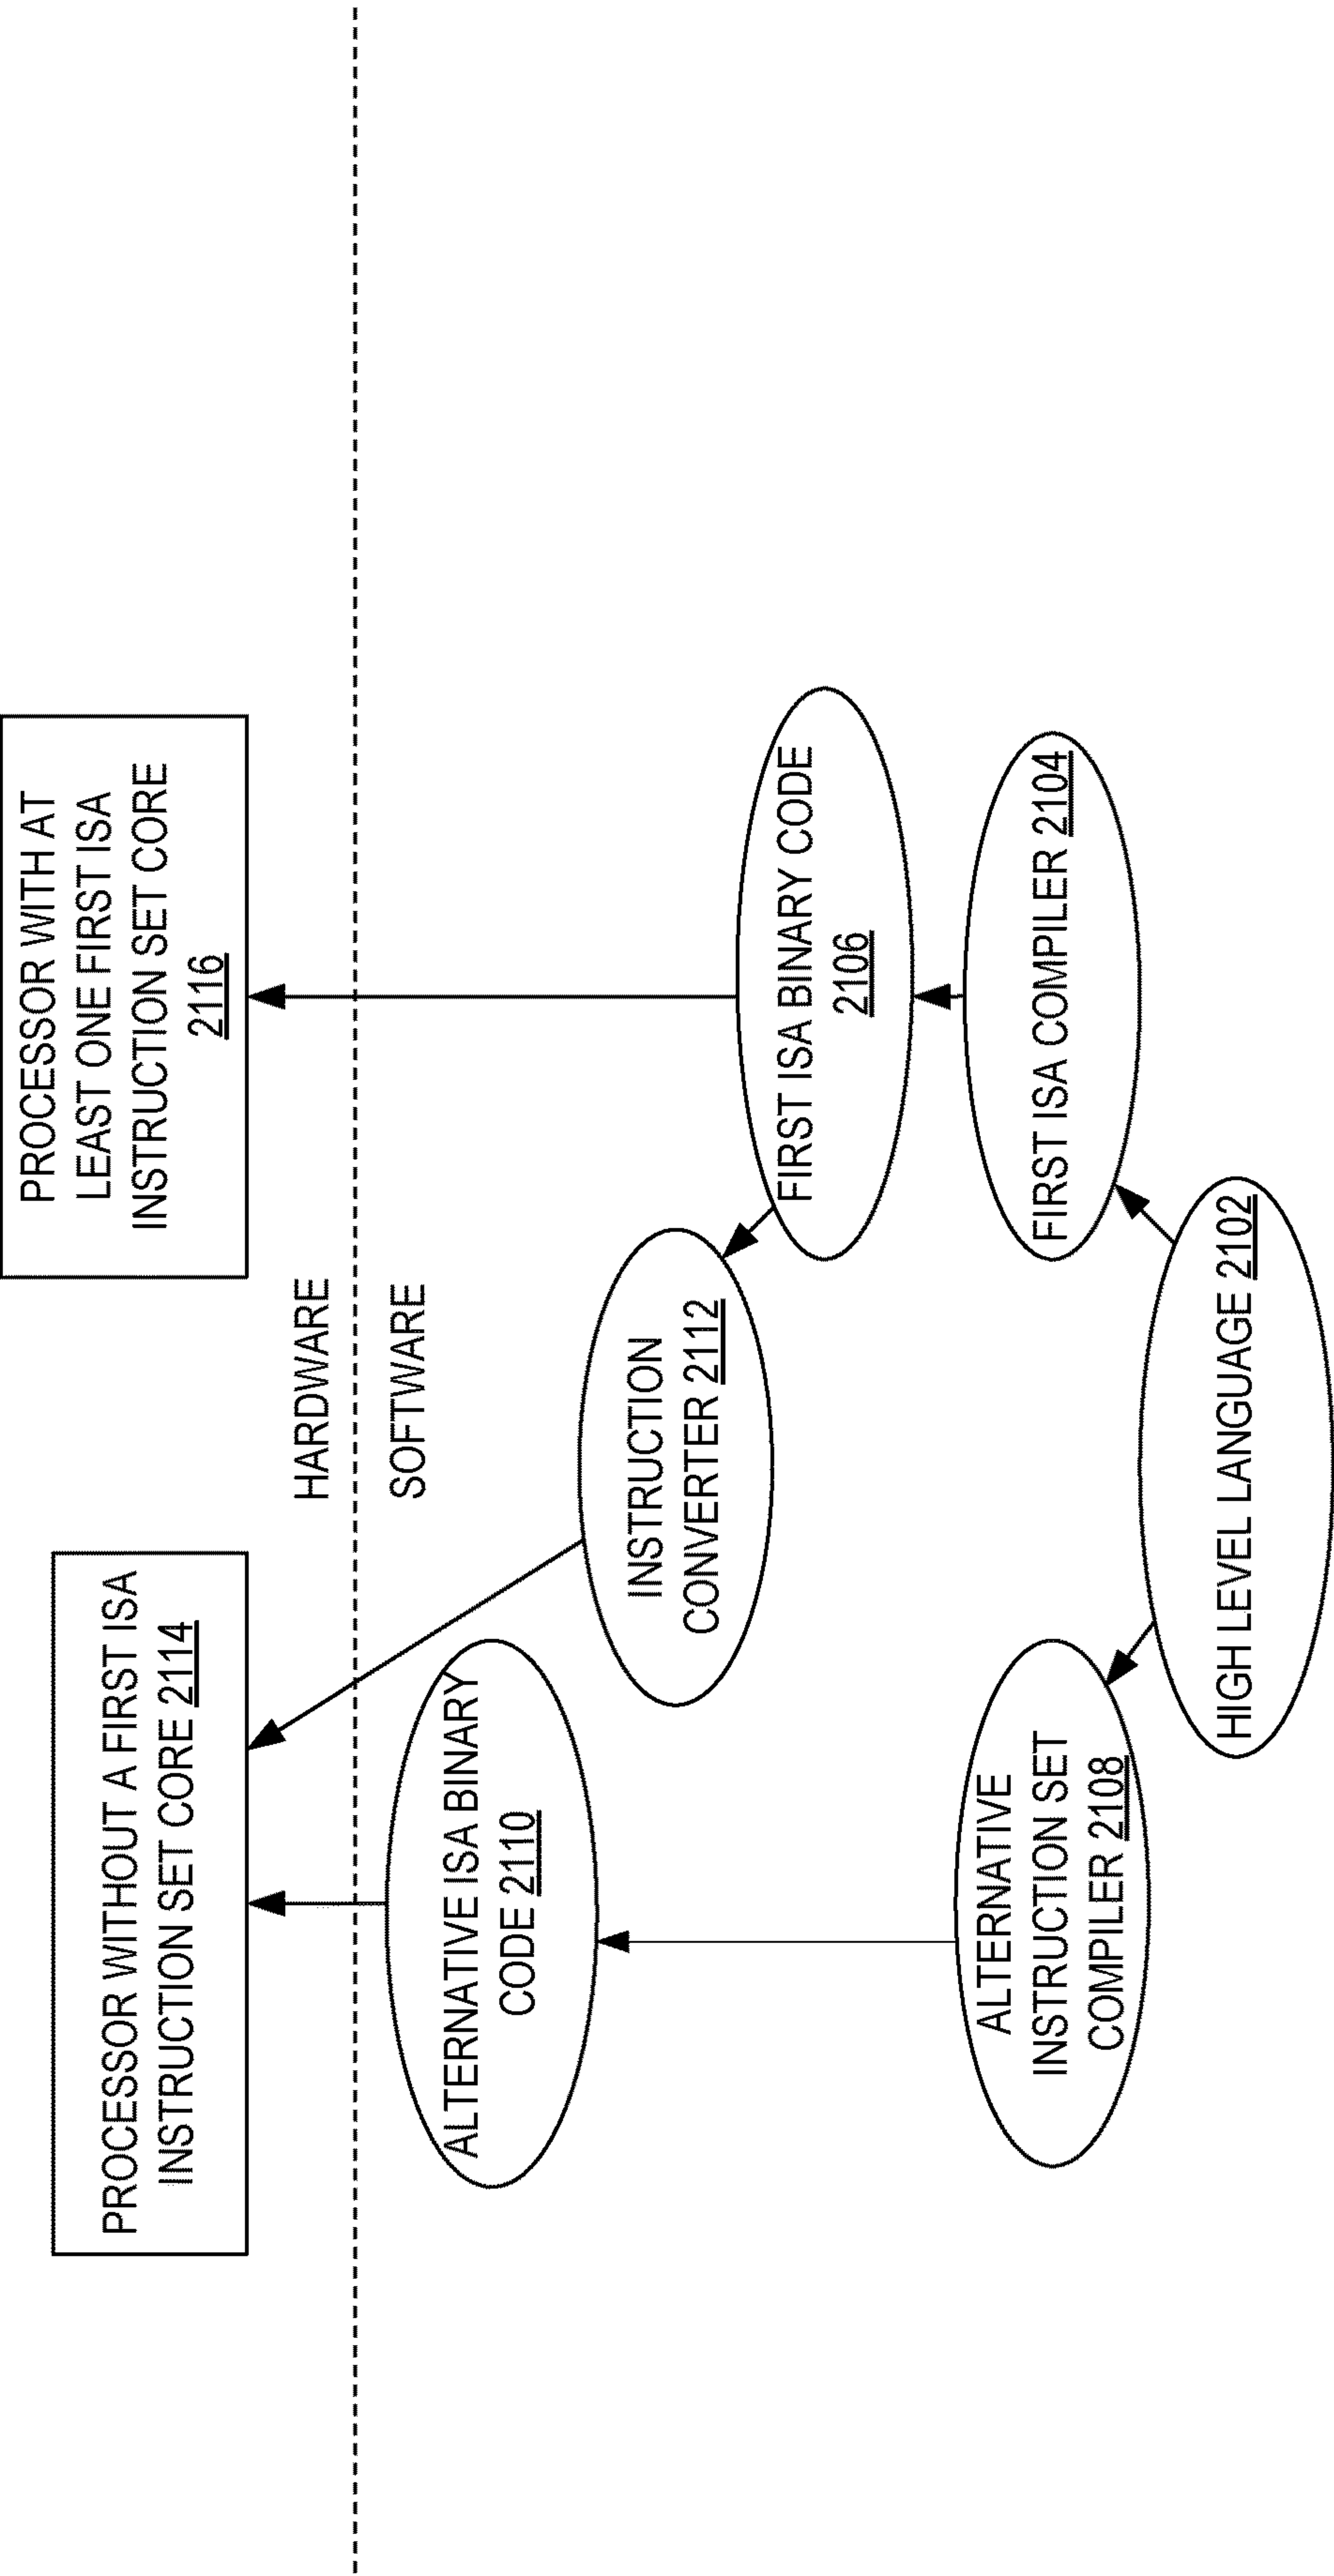 PROCESSOR WITHOUT A FIRST ISA
INSTRUCTION SET CORE 2114
PROCESSOR WITH AT
LEAST ONE FIRST ISA
INSTRUCTION SET CORE
2116
HARDWARE
SOFTWARE
ALTERNATIVE ISA BINARY
CODE 2110
INSTRUCTION
CONVERTER 2112
FIRST ISA BINARY CODE
2106
ALTERNATIVE
INSTRUCTION SET
COMPILER 2108
FIRST ISA COMPILER 2104
HIGH LEVEL LANGUAGE 2102